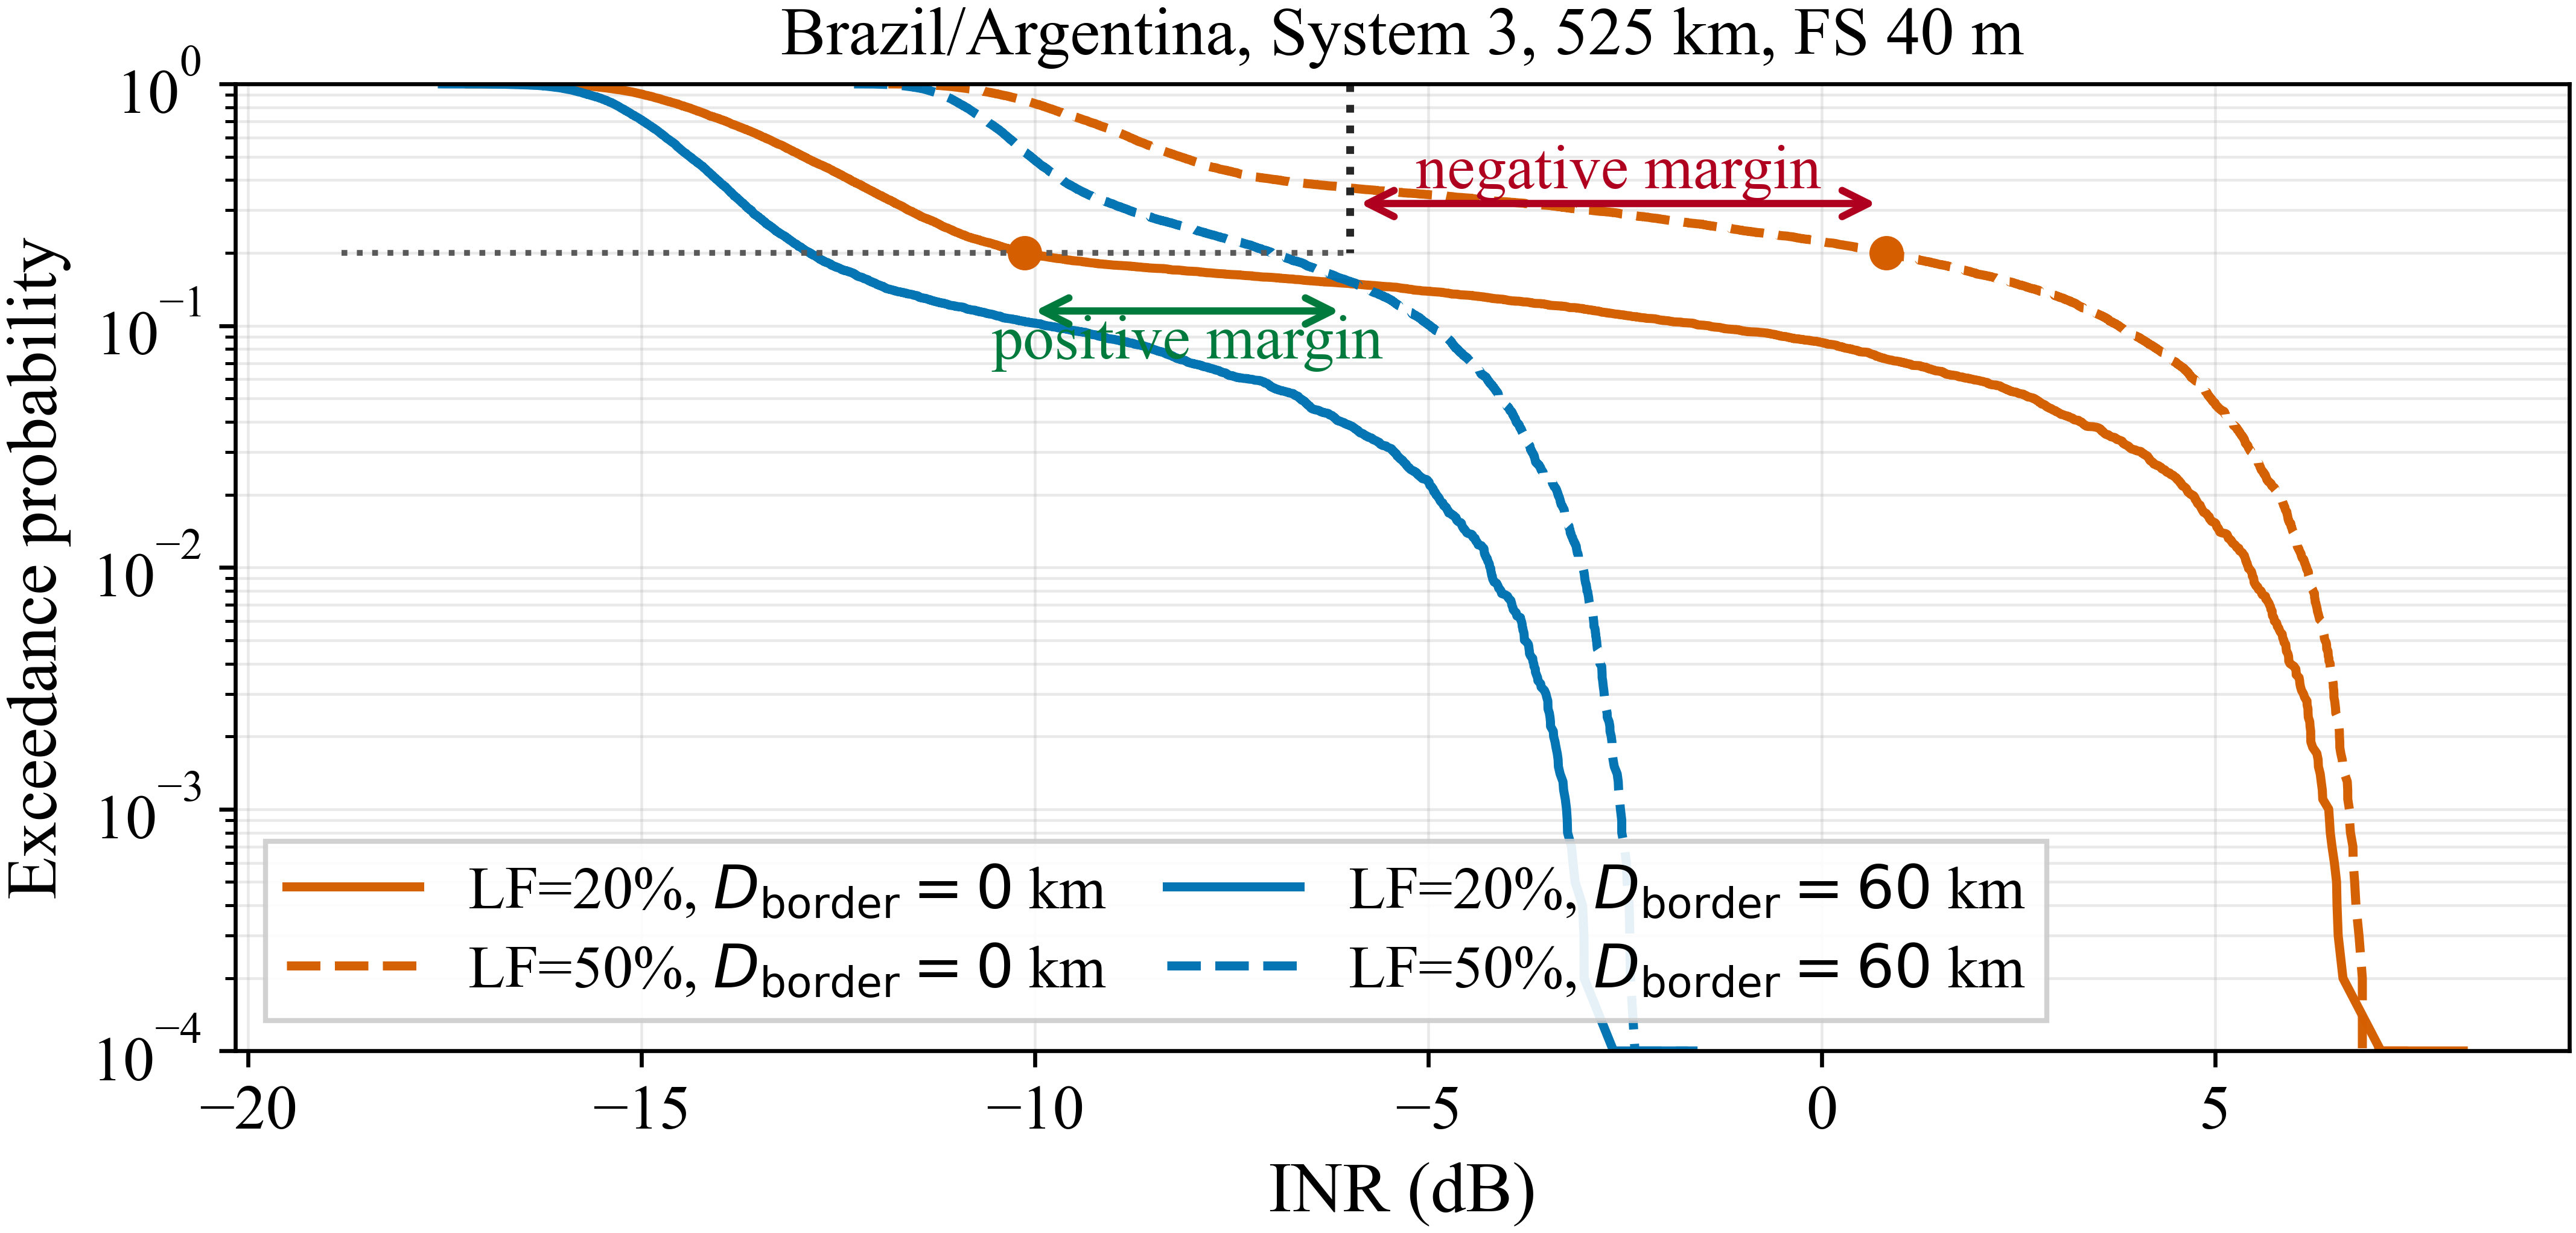 Brazil/Argentina, System 3, 525 km, FS 40 m
Exceedance probability
10⁰
10⁻¹
10⁻²
10⁻³
10⁻⁴
negative margin
positive margin
LF=20%, D_border = 0 km
LF=50%, D_border = 0 km
LF=20%, D_border = 60 km
LF=50%, D_border = 60 km
−20 −15 −10 −5 0 5
INR (dB)